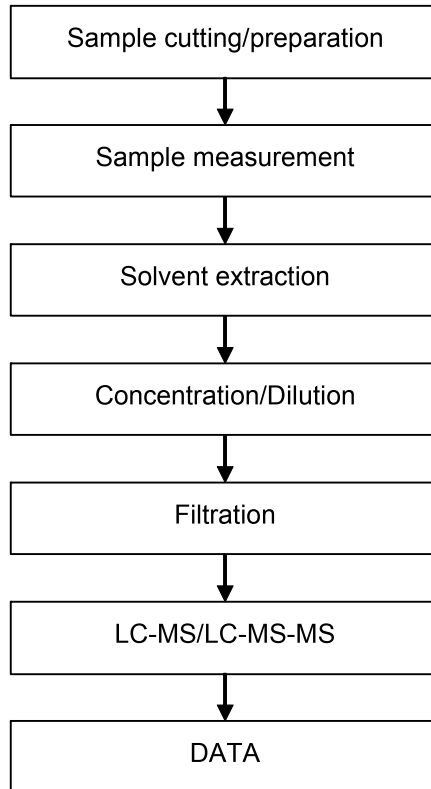 Sample cutting/preparation
Sample measurement
Solvent extraction
Concentration/Dilution
Filtration
LC-MS/LC-MS-MS
DATA